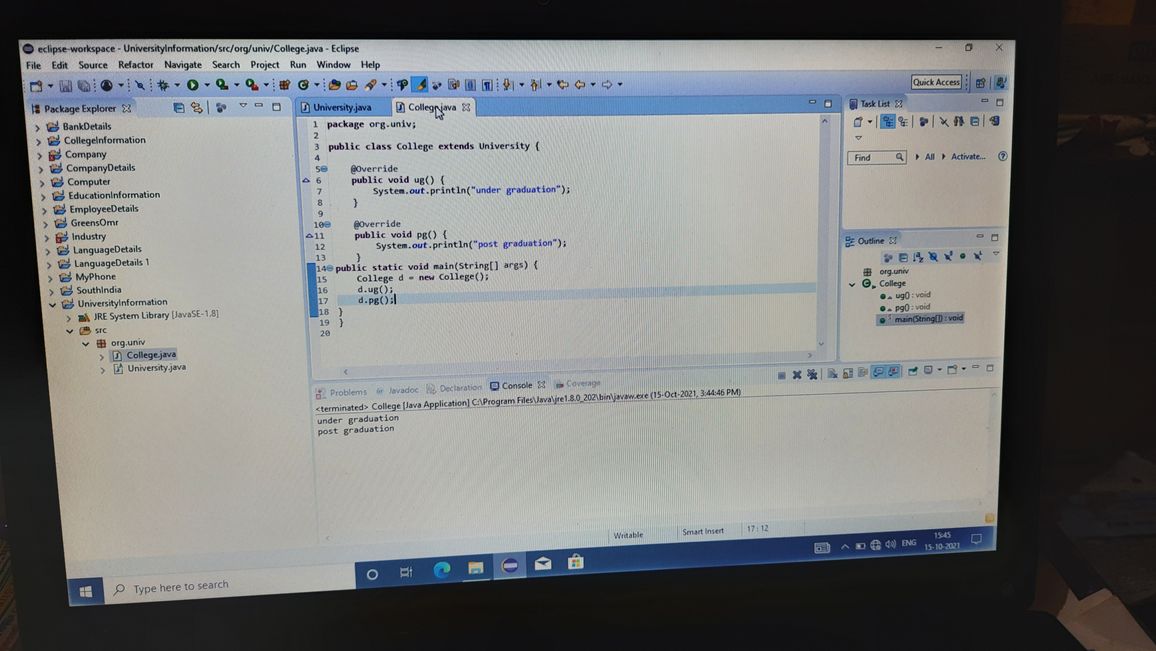 eclipse-workspace - UniversityInformation/src/org/univ/College.java - Eclipse
File Edit Source Refactor Navigate Search Project Run Window Help
Quick Access
Package Explorer
BankDetails
CollegeInformation
Company
CompanyDetails
Computer
EducationInformation
EmployeeDetails
GreensOmr
Industry
LanguageDetails
LanguageDetails 1
MyPhone
SouthIndia
UniversityInformation
JRE System Library [JavaSE-1.8]
src
org.univ
College.java
University.java
University.java College.java
1 package org.univ;
2
3 public class College extends University {
4
5 @Override
6 public void ug() {
7 System.out.println("under graduation");
8 }
9
10 @Override
11 public void pg() {
12 System.out.println("post graduation");
13 }
14 public static void main(String[] args) {
15 College d = new College();
16 d.ug();
17 d.pg();
18 }
19 }
20
Task List
Find All Activate...
Outline
org.univ
College
ug() : void
pg() : void
main(String[]) : void
Problems Javadoc Declaration Console Coverage
<terminated> College [Java Application] C:\Program Files\Java\jre1.8.0_202\bin\javaw.exe (15-Oct-2021, 3:44:46 PM)
under graduation
post graduation
Writable Smart Insert 17 : 12
Type here to search
ENG
15:45
15-10-2021